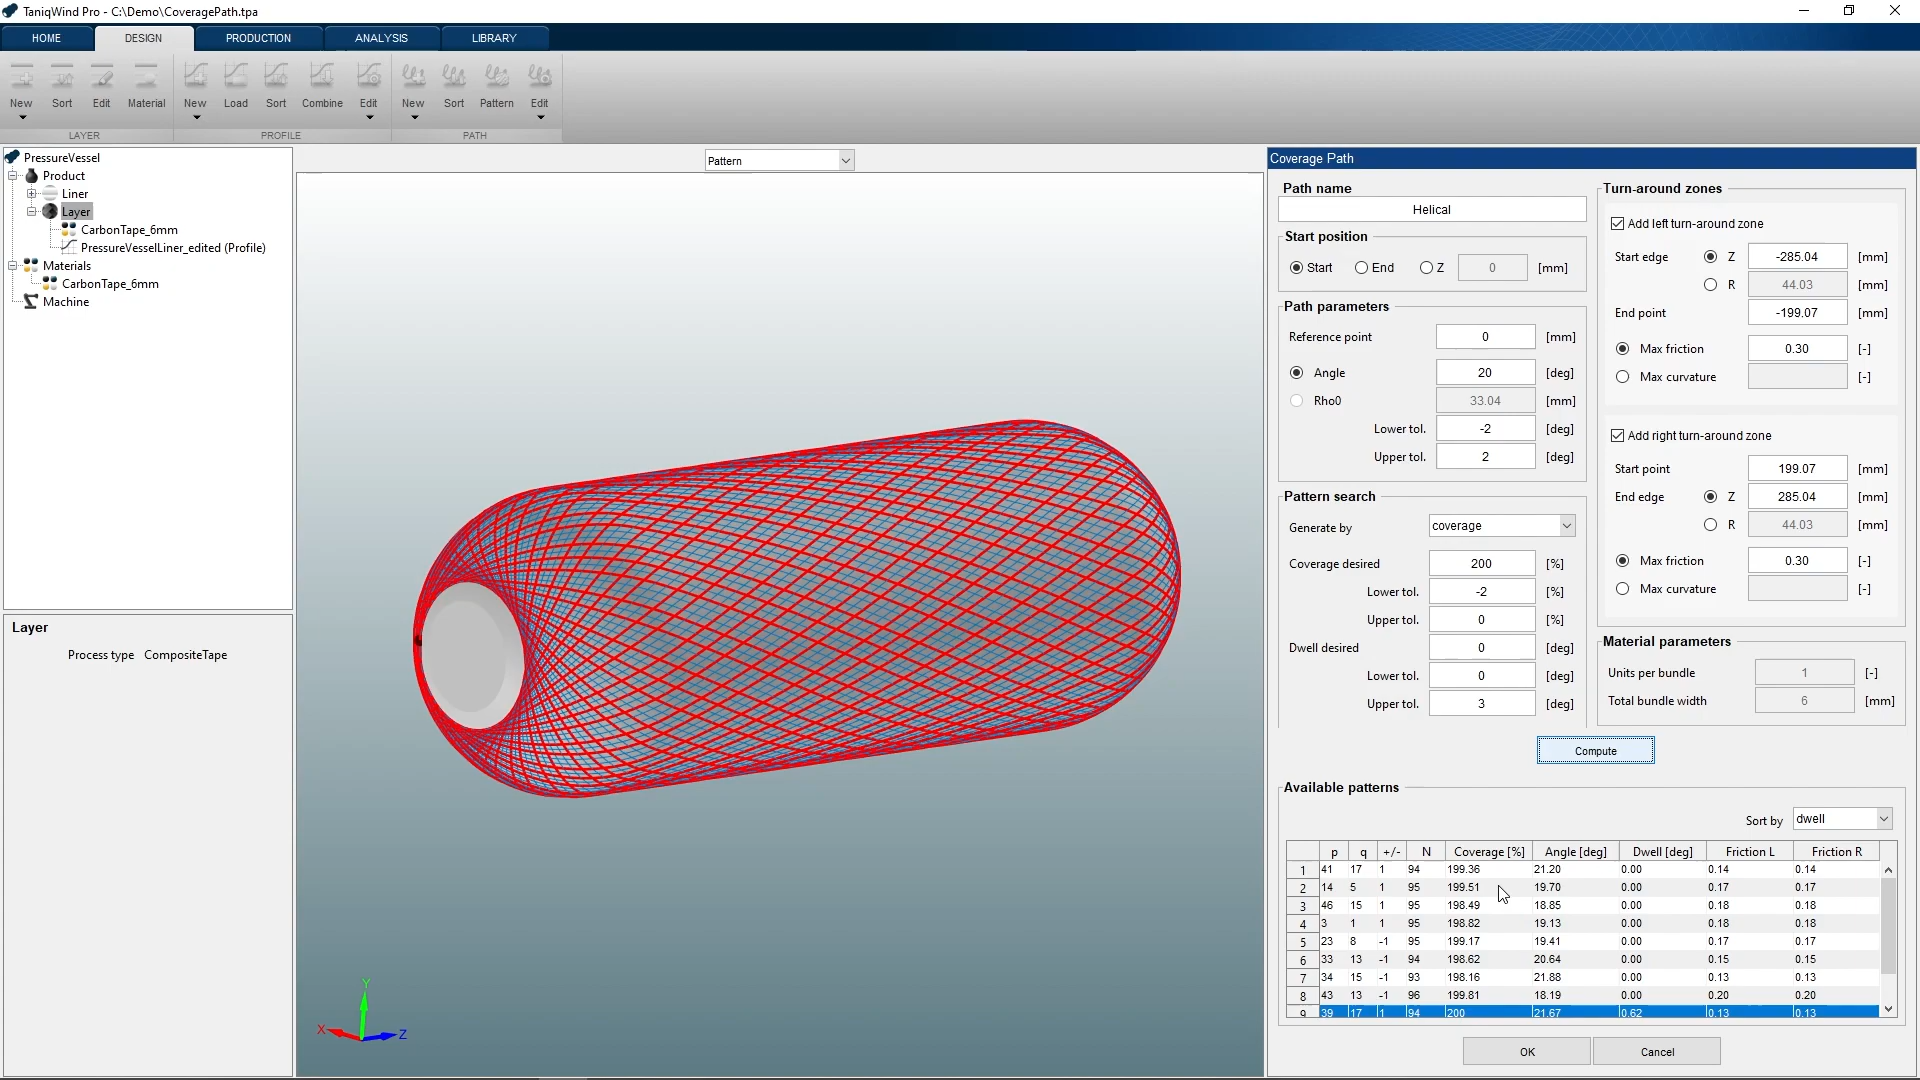 TaniqWind Pro - C:\Demo\CoveragePath.tpa
HOME DESIGN PRODUCTION ANALYSIS LIBRARY
New Sort Edit Material New Load Sort Combine Edit New Sort Pattern Edit
LAYER PROFILE PATH
PressureVessel
Product
Liner
Layer
CarbonTape_6mm
PressureVesselLiner_edited (Profile)
Materials
CarbonTape_6mm
Machine
Layer
Process type CompositeTape
Pattern
Y
X
Z
Coverage Path
Path name
Helical
Start position
Start End Z 0 [mm]
Path parameters
Reference point 0 [mm]
Angle 20 [deg]
Rho0 33.04 [mm]
Lower tol. -2 [deg]
Upper tol. 2 [deg]
Pattern search
Generate by coverage
Coverage desired 200 [%]
Lower tol. -2 [%]
Upper tol. 0 [%]
Dwell desired 0 [deg]
Lower tol. 0 [deg]
Upper tol. 3 [deg]
Turn-around zones
Add left turn-around zone
Start edge Z -285.04 [mm]
R 44.03 [mm]
End point -199.07 [mm]
Max friction 0.30 [-]
Max curvature [-]
Add right turn-around zone
Start point 199.07 [mm]
End edge Z 285.04 [mm]
R 44.03 [mm]
Max friction 0.30 [-]
Max curvature [-]
Material parameters
Units per bundle 1 [-]
Total bundle width 6 [mm]
Compute
Available patterns
Sort by dwell
p q +/- N Coverage [%] Angle [deg] Dwell [deg] Friction L Friction R
1 41 17 1 94 199.36 21.20 0.00 0.14 0.14
2 14 5 1 95 199.51 19.70 0.00 0.17 0.17
3 46 15 1 95 198.49 18.85 0.00 0.18 0.18
4 3 1 1 95 198.82 19.13 0.00 0.18 0.18
5 23 8 -1 95 199.17 19.41 0.00 0.17 0.17
6 33 13 -1 94 198.62 20.64 0.00 0.15 0.15
7 34 15 -1 93 198.16 21.88 0.00 0.13 0.13
8 43 13 -1 96 199.81 18.19 0.00 0.20 0.20
9 39 17 1 94 200 21.67 0.62 0.13 0.13
OK Cancel